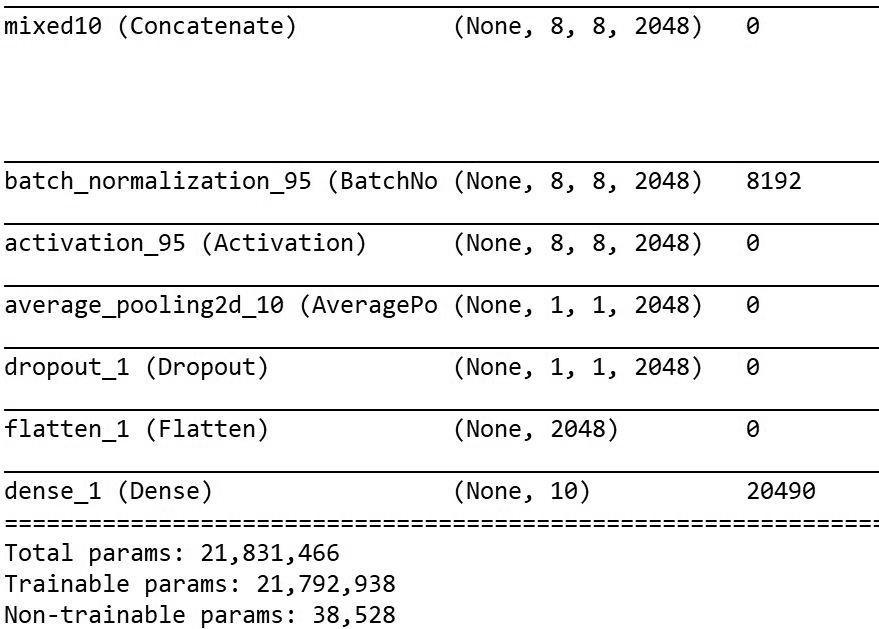 mixed10 (Concatenate) (None, 8, 8, 2048) 0
batch_normalization_95 (BatchNo (None, 8, 8, 2048) 8192
activation_95 (Activation) (None, 8, 8, 2048) 0
average_pooling2d_10 (AveragePo (None, 1, 1, 2048) 0
dropout_1 (Dropout) (None, 1, 1, 2048) 0
flatten_1 (Flatten) (None, 2048) 0
dense_1 (Dense) (None, 10) 20490
Total params: 21,831,466
Trainable params: 21,792,938
Non-trainable params: 38,528